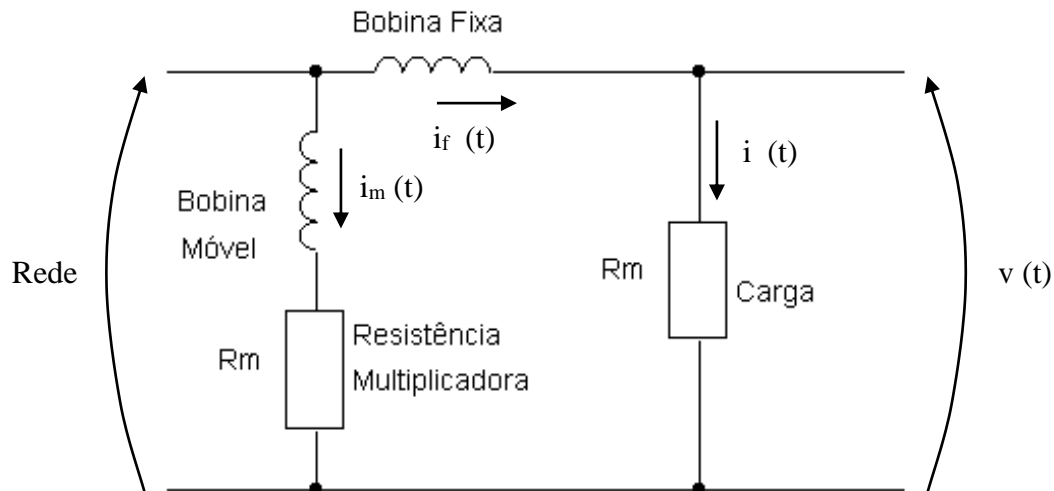 Bobina Fixa
i_f (t)
i (t)
i_m (t)
Bobina
Móvel
Rede
Rm
Carga
v (t)
Rm
Resistência
Multiplicadora